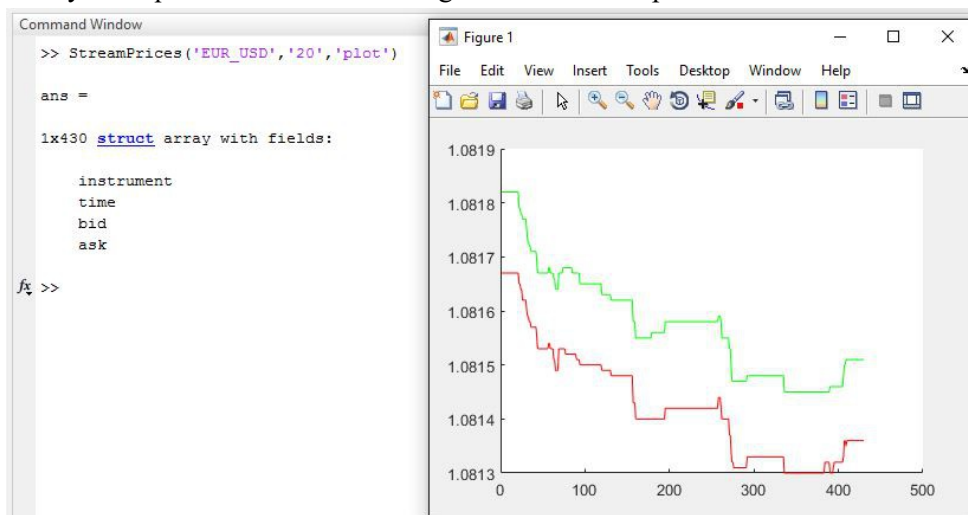 Command Window
>> StreamPrices('EUR_USD','20','plot')
ans =
1x430 struct array with fields:
instrument
time
bid
ask
fx >>
Figure 1
File Edit View Insert Tools Desktop Window Help
1.0819
1.0818
1.0817
1.0816
1.0815
1.0814
1.0813
0 100 200 300 400 500